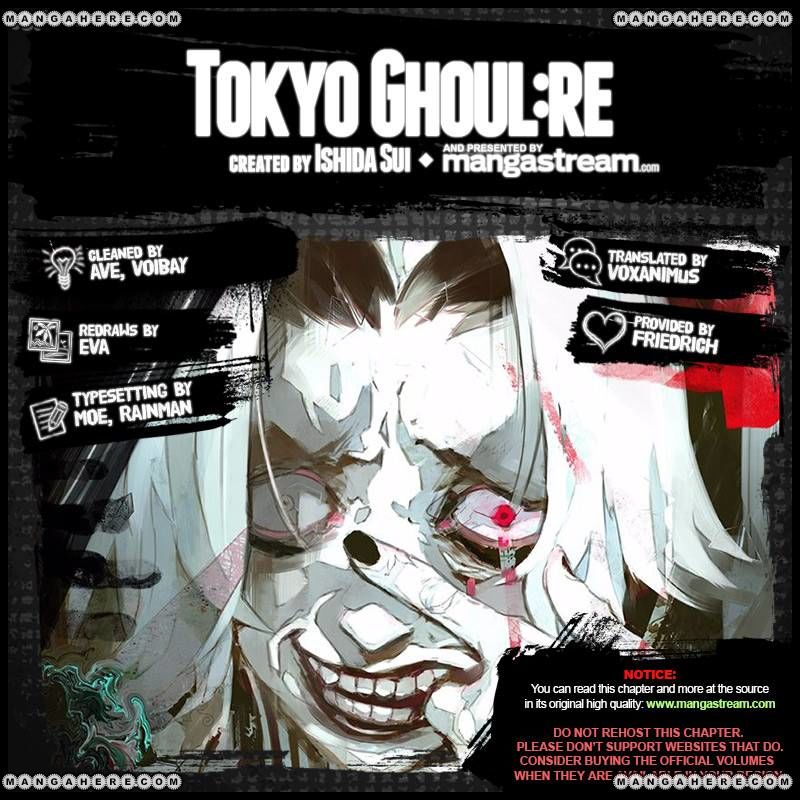 MANGAHERE.COM MANGAHERE.COM
TOKYO GHOUL:RE
CREATED BY ISHIDA SUI ◆ AND PRESENTED BY mangastream.com
CLEANED BY
AVE, VOIBAY
REDRAWS BY
EVA
TYPESETTING BY
MOE, RAINMAN
TRANSLATED BY
VOXANIMUS
PROVIDED BY
FRIEDRICH
NOTICE:
You can read this chapter and more at the source
in its original high quality: www.mangastream.com
DO NOT REHOST THIS CHAPTER.
PLEASE DON'T SUPPORT WEBSITES THAT DO.
CONSIDER BUYING THE OFFICIAL VOLUMES
WHEN THEY ARE
MANGAHERE.COM MANGAHERE.COM